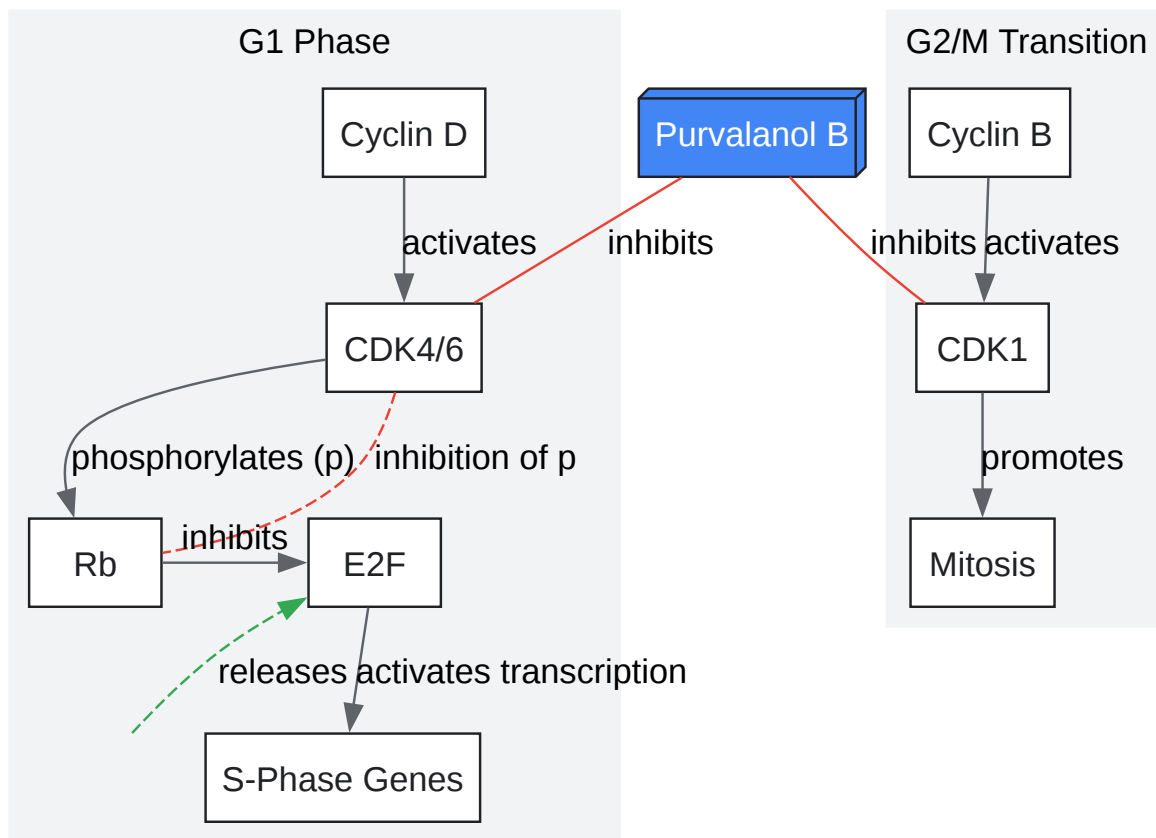 G1 Phase
G2/M Transition
Cyclin D
Purvalanol B
Cyclin B
activates
inhibits
inhibits
activates
CDK4/6
CDK1
phosphorylates (p)
inhibition of p
promotes
inhibits
Rb
E2F
Mitosis
releases
activates transcription
S-Phase Genes